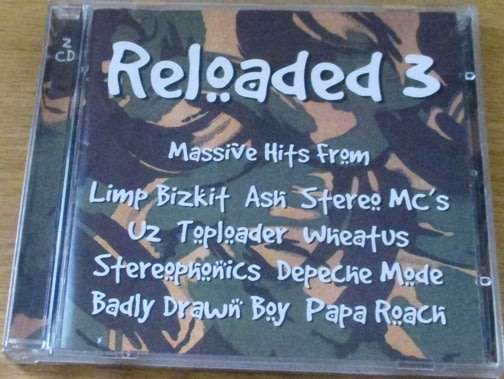 2
CD
Reloaded 3
Massive Hits From
Limp Bizkit Ash Stereo MC's
U2 Toploader Wheatus
Stereophonics Depeche Mode
Badly Drawn Boy Papa Roach